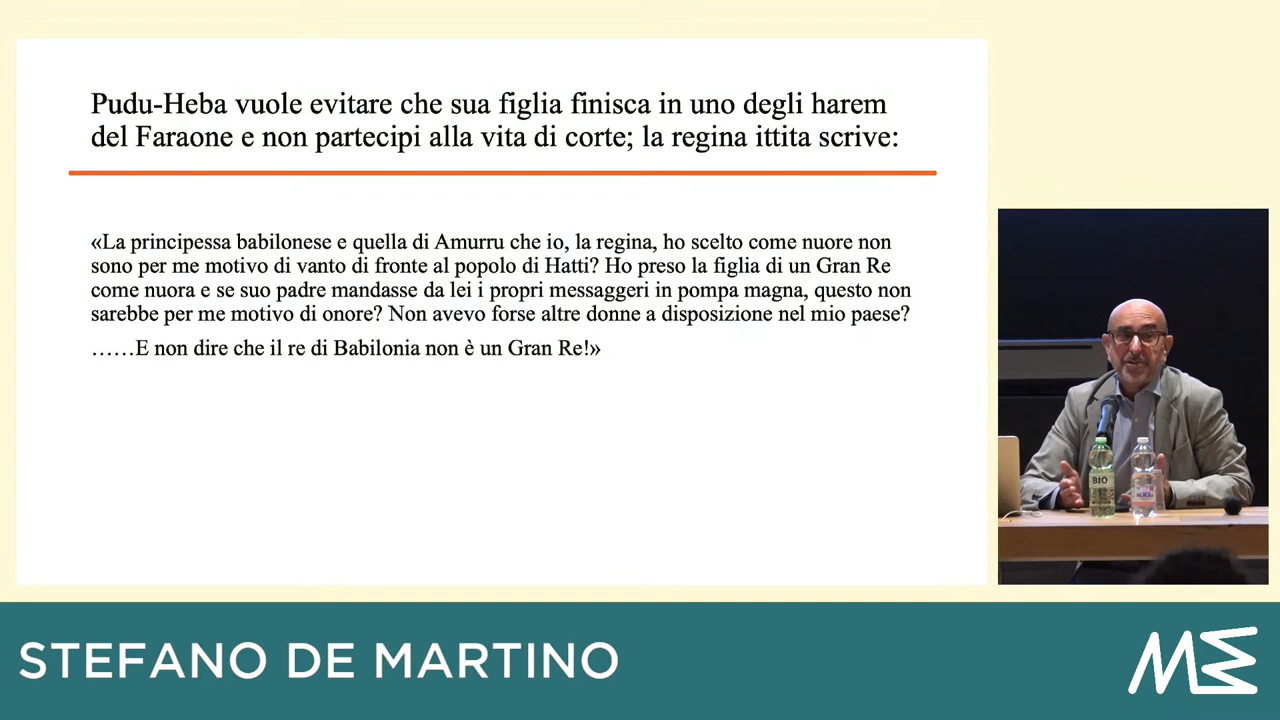 Pudu-Heba vuole evitare che sua figlia finisca in uno degli harem
del Faraone e non partecipi alla vita di corte; la regina ittita scrive:
«La principessa babilonese e quella di Amurru che io, la regina, ho scelto come nuore non
sono per me motivo di vanto di fronte al popolo di Hatti? Ho preso la figlia di un Gran Re
come nuora e se suo padre mandasse da lei i propri messaggeri in pompa magna, questo non
sarebbe per me motivo di onore? Non avevo forse altre donne a disposizione nel mio paese?
……E non dire che il re di Babilonia non è un Gran Re!»
BIO
STEFANO DE MARTINO
ME